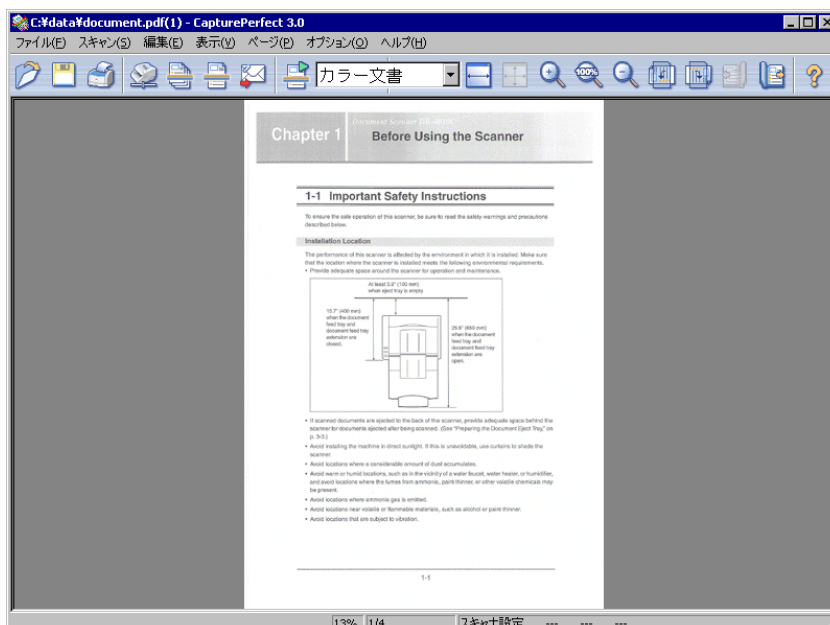 C:¥data¥document.pdf(1) - CapturePerfect 3.0
ファイル(F) スキャン(S) 編集(E) 表示(V) ページ(P) オプション(O) ヘルプ(H)
カラー文書
100%
Document Scanner
Chapter 1
Before Using the Scanner
1-1 Important Safety Instructions
To ensure the safe operation of this scanner, be sure to read the safety warnings and precautions
described below.
Installation Location
The performance of this scanner is affected by the environment in which it is installed. Make sure
that the location where the scanner is installed meets the following environmental requirements.
• Provide adequate space around the scanner for operation and maintenance.
At least 3.9" (100 mm)
when eject tray is empty.
15.7" (400 mm)
when the document
feed tray and
document feed tray
extension are
closed.
25.6" (650 mm)
when the document
feed tray and
document feed tray
extension are
open.
• If scanned documents are ejected to the back of the scanner, provide adequate space behind the
scanner for documents ejected after being scanned. (See "Preparing the Document Eject Tray," on
p. 3-3.)
• Avoid installing the machine in direct sunlight. If this is unavoidable, use curtains to shade the
scanner.
• Avoid locations where a considerable amount of dust accumulates.
• Avoid warm or humid locations, such as in the vicinity of a water faucet, water heater, or humidifier,
and avoid locations where the fumes from ammonia, paint thinner, or other volatile chemicals may
be present.
• Avoid locations where ammonia gas is emitted.
• Avoid locations near volatile or flammable materials, such as alcohol or paint thinner.
• Avoid locations that are subject to vibration.
1-1
13% 1/4 スキャナ設定 --- --- ---